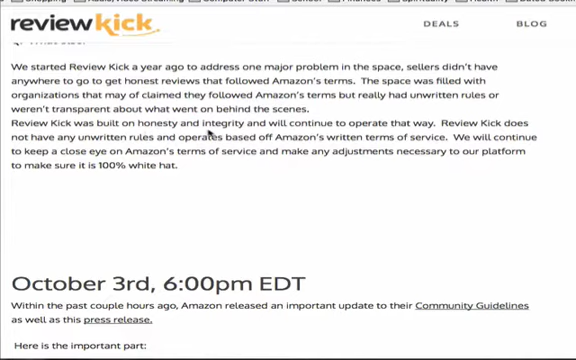 reviewkick
DEALS
BLOG
We started Review Kick a year ago to address one major problem in the space, sellers didn't have
anywhere to go to get honest reviews that followed Amazon's terms. The space was filled with
organizations that may of claimed they followed Amazon's terms but really had unwritten rules or
weren't transparent about what went on behind the scenes.
Review Kick was built on honesty and integrity and will continue to operate that way. Review Kick does
not have any unwritten rules and operates based off Amazon's written terms of service. We will continue
to keep a close eye on Amazon's terms of service and make any adjustments necessary to our platform
to make sure it is 100% white hat.
October 3rd, 6:00pm EDT
Within the past couple hours ago, Amazon released an important update to their Community Guidelines
as well as this press release.
Here is the important part: